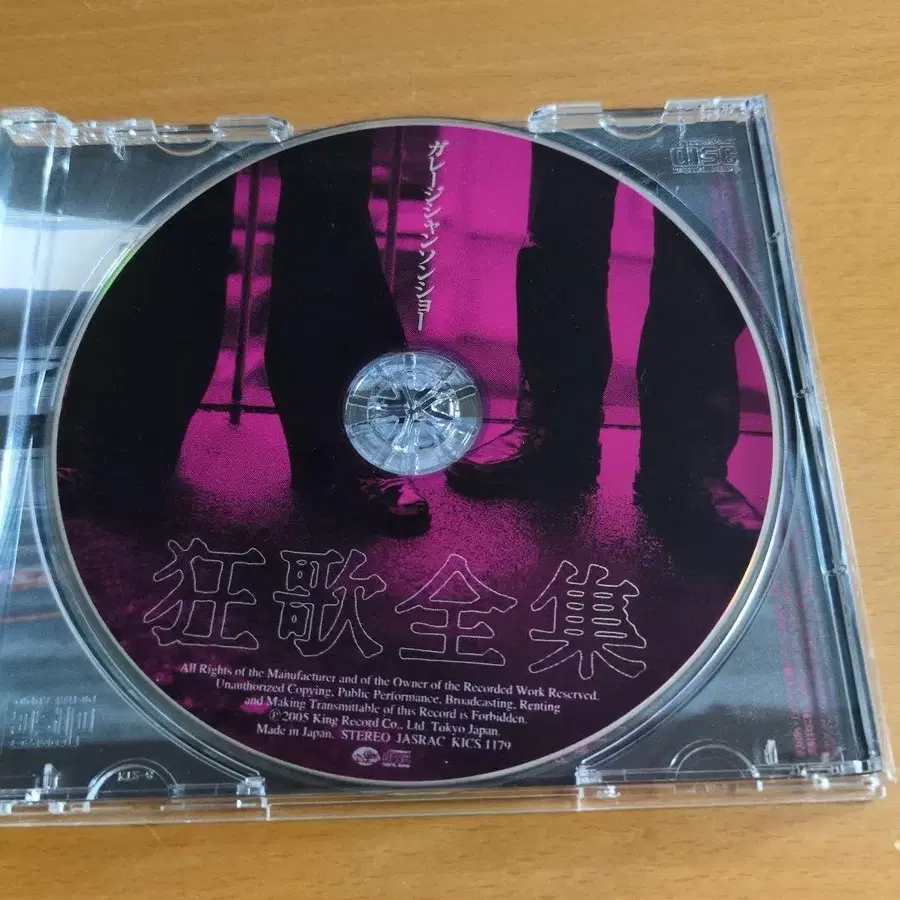 ガレージシャンソンショー
狂歌全集
All Rights of the Manufacturer and of the Owner of the Recorded Work Reserved.
Unauthorized Copying, Public Performance, Broadcasting, Renting
and Making Transmittable of this Record is Forbidden.
℗2005 King Record Co., Ltd. Tokyo Japan.
Made in Japan. STEREO JASRAC KICS 1179
disc